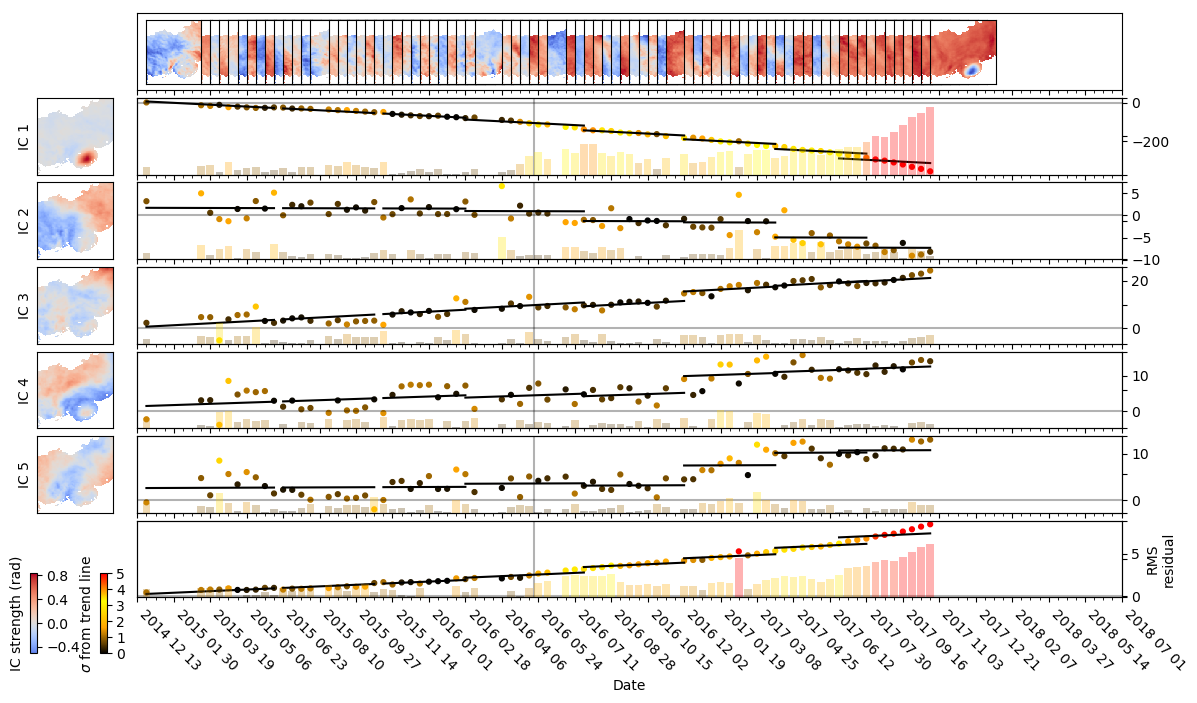 IC 1
0
−200
IC 2
5
0
−5
−10
IC 3
20
0
IC 4
10
0
IC 5
10
0
RMS
residual
5
0
IC strength (rad)
0.8
0.4
0.0
−0.4
σ from trend line
5
4
3
2
1
0
2014 12 13
2015 01 30
2015 03 19
2015 05 06
2015 06 23
2015 08 10
2015 09 27
2015 11 14
2016 01 01
2016 02 18
2016 04 06
2016 05 24
2016 07 11
2016 08 28
2016 10 15
2016 12 02
2017 01 19
2017 03 08
2017 04 25
2017 06 12
2017 07 30
2017 09 16
2017 11 03
2017 12 21
2018 02 07
2018 03 27
2018 05 14
2018 07 01
Date